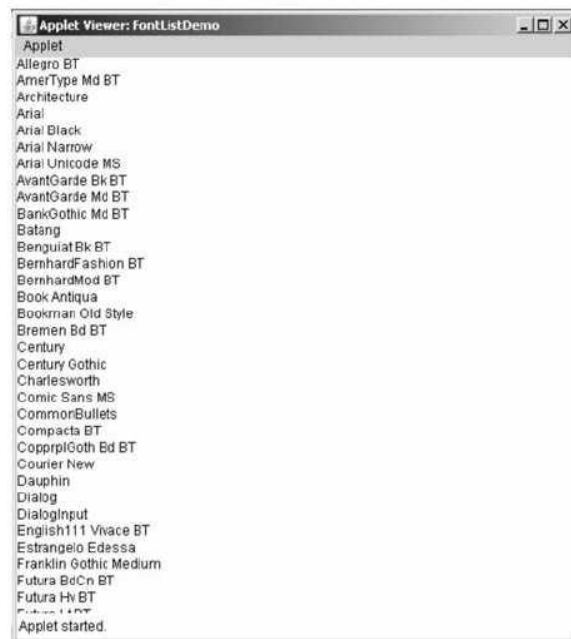 Applet Viewer: FontListDemo
Applet
Allegro BT
AmerType Md BT
Architecture
Arial
Arial Black
Arial Narrow
Arial Unicode MS
AvantGarde Bk BT
AvantGarde Md BT
BankGothic Md BT
Batang
Benguiat Bk BT
BernhardFashion BT
BernhardMod BT
Book Antiqua
Bookman Old Style
Bremen Bd BT
Century
Century Gothic
Charlesworth
Comic Sans MS
CommonBullets
Compacta BT
CopprplGoth Bd BT
Courier New
Dauphin
Dialog
DialogInput
English111 Vivace BT
Estrangelo Edessa
Franklin Gothic Medium
Futura BdCn BT
Futura Hv BT
Applet started.